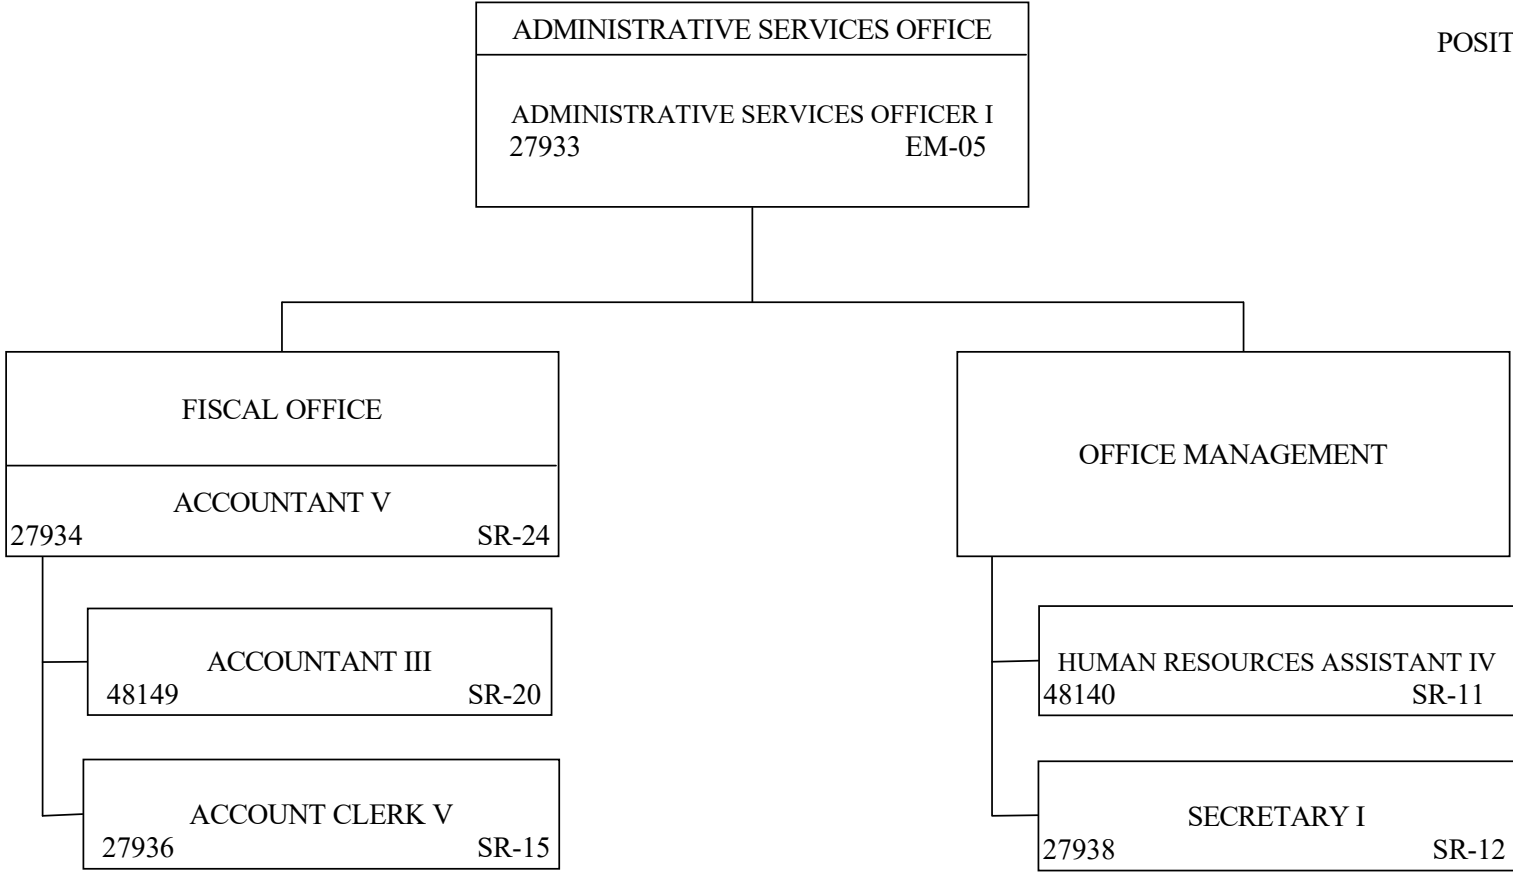 ADMINISTRATIVE SERVICES OFFICE
POSIT
ADMINISTRATIVE SERVICES OFFICER I
27933 EM-05
FISCAL OFFICE
ACCOUNTANT V
27934 SR-24
ACCOUNTANT III
48149 SR-20
ACCOUNT CLERK V
27936 SR-15
OFFICE MANAGEMENT
HUMAN RESOURCES ASSISTANT IV
48140 SR-11
SECRETARY I
27938 SR-12